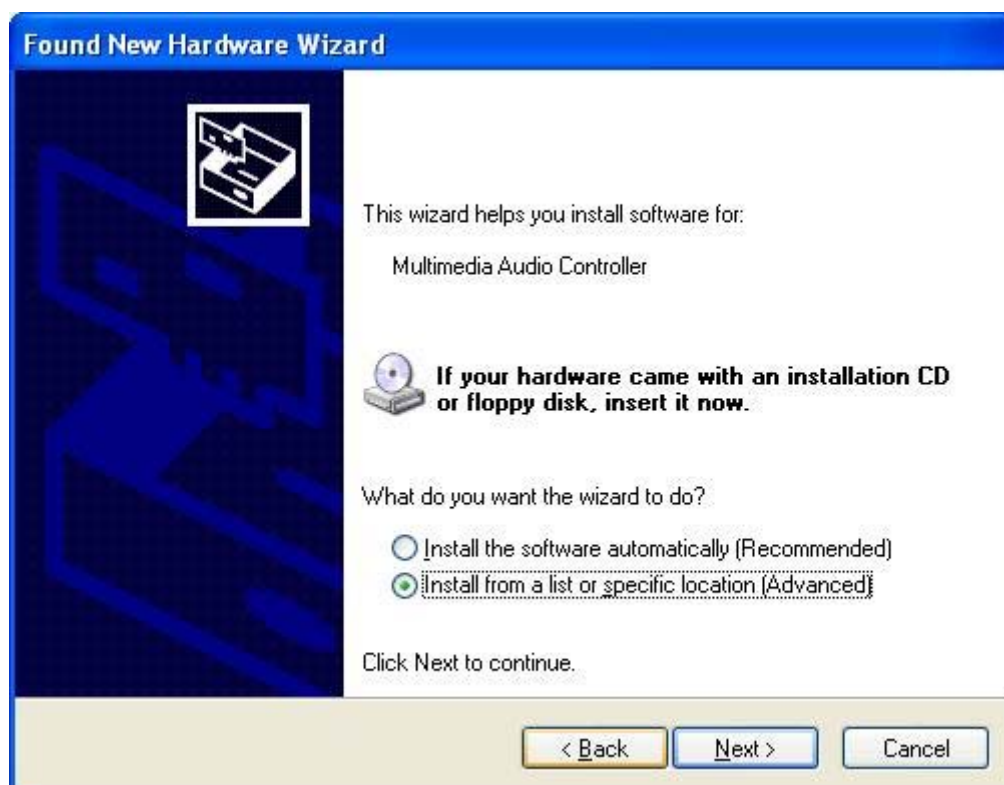 Found New Hardware Wizard
This wizard helps you install software for:
Multimedia Audio Controller
If your hardware came with an installation CD
or floppy disk, insert it now.
What do you want the wizard to do?
Install the software automatically (Recommended)
Install from a list or specific location (Advanced)
Click Next to continue.
< Back
Next >
Cancel